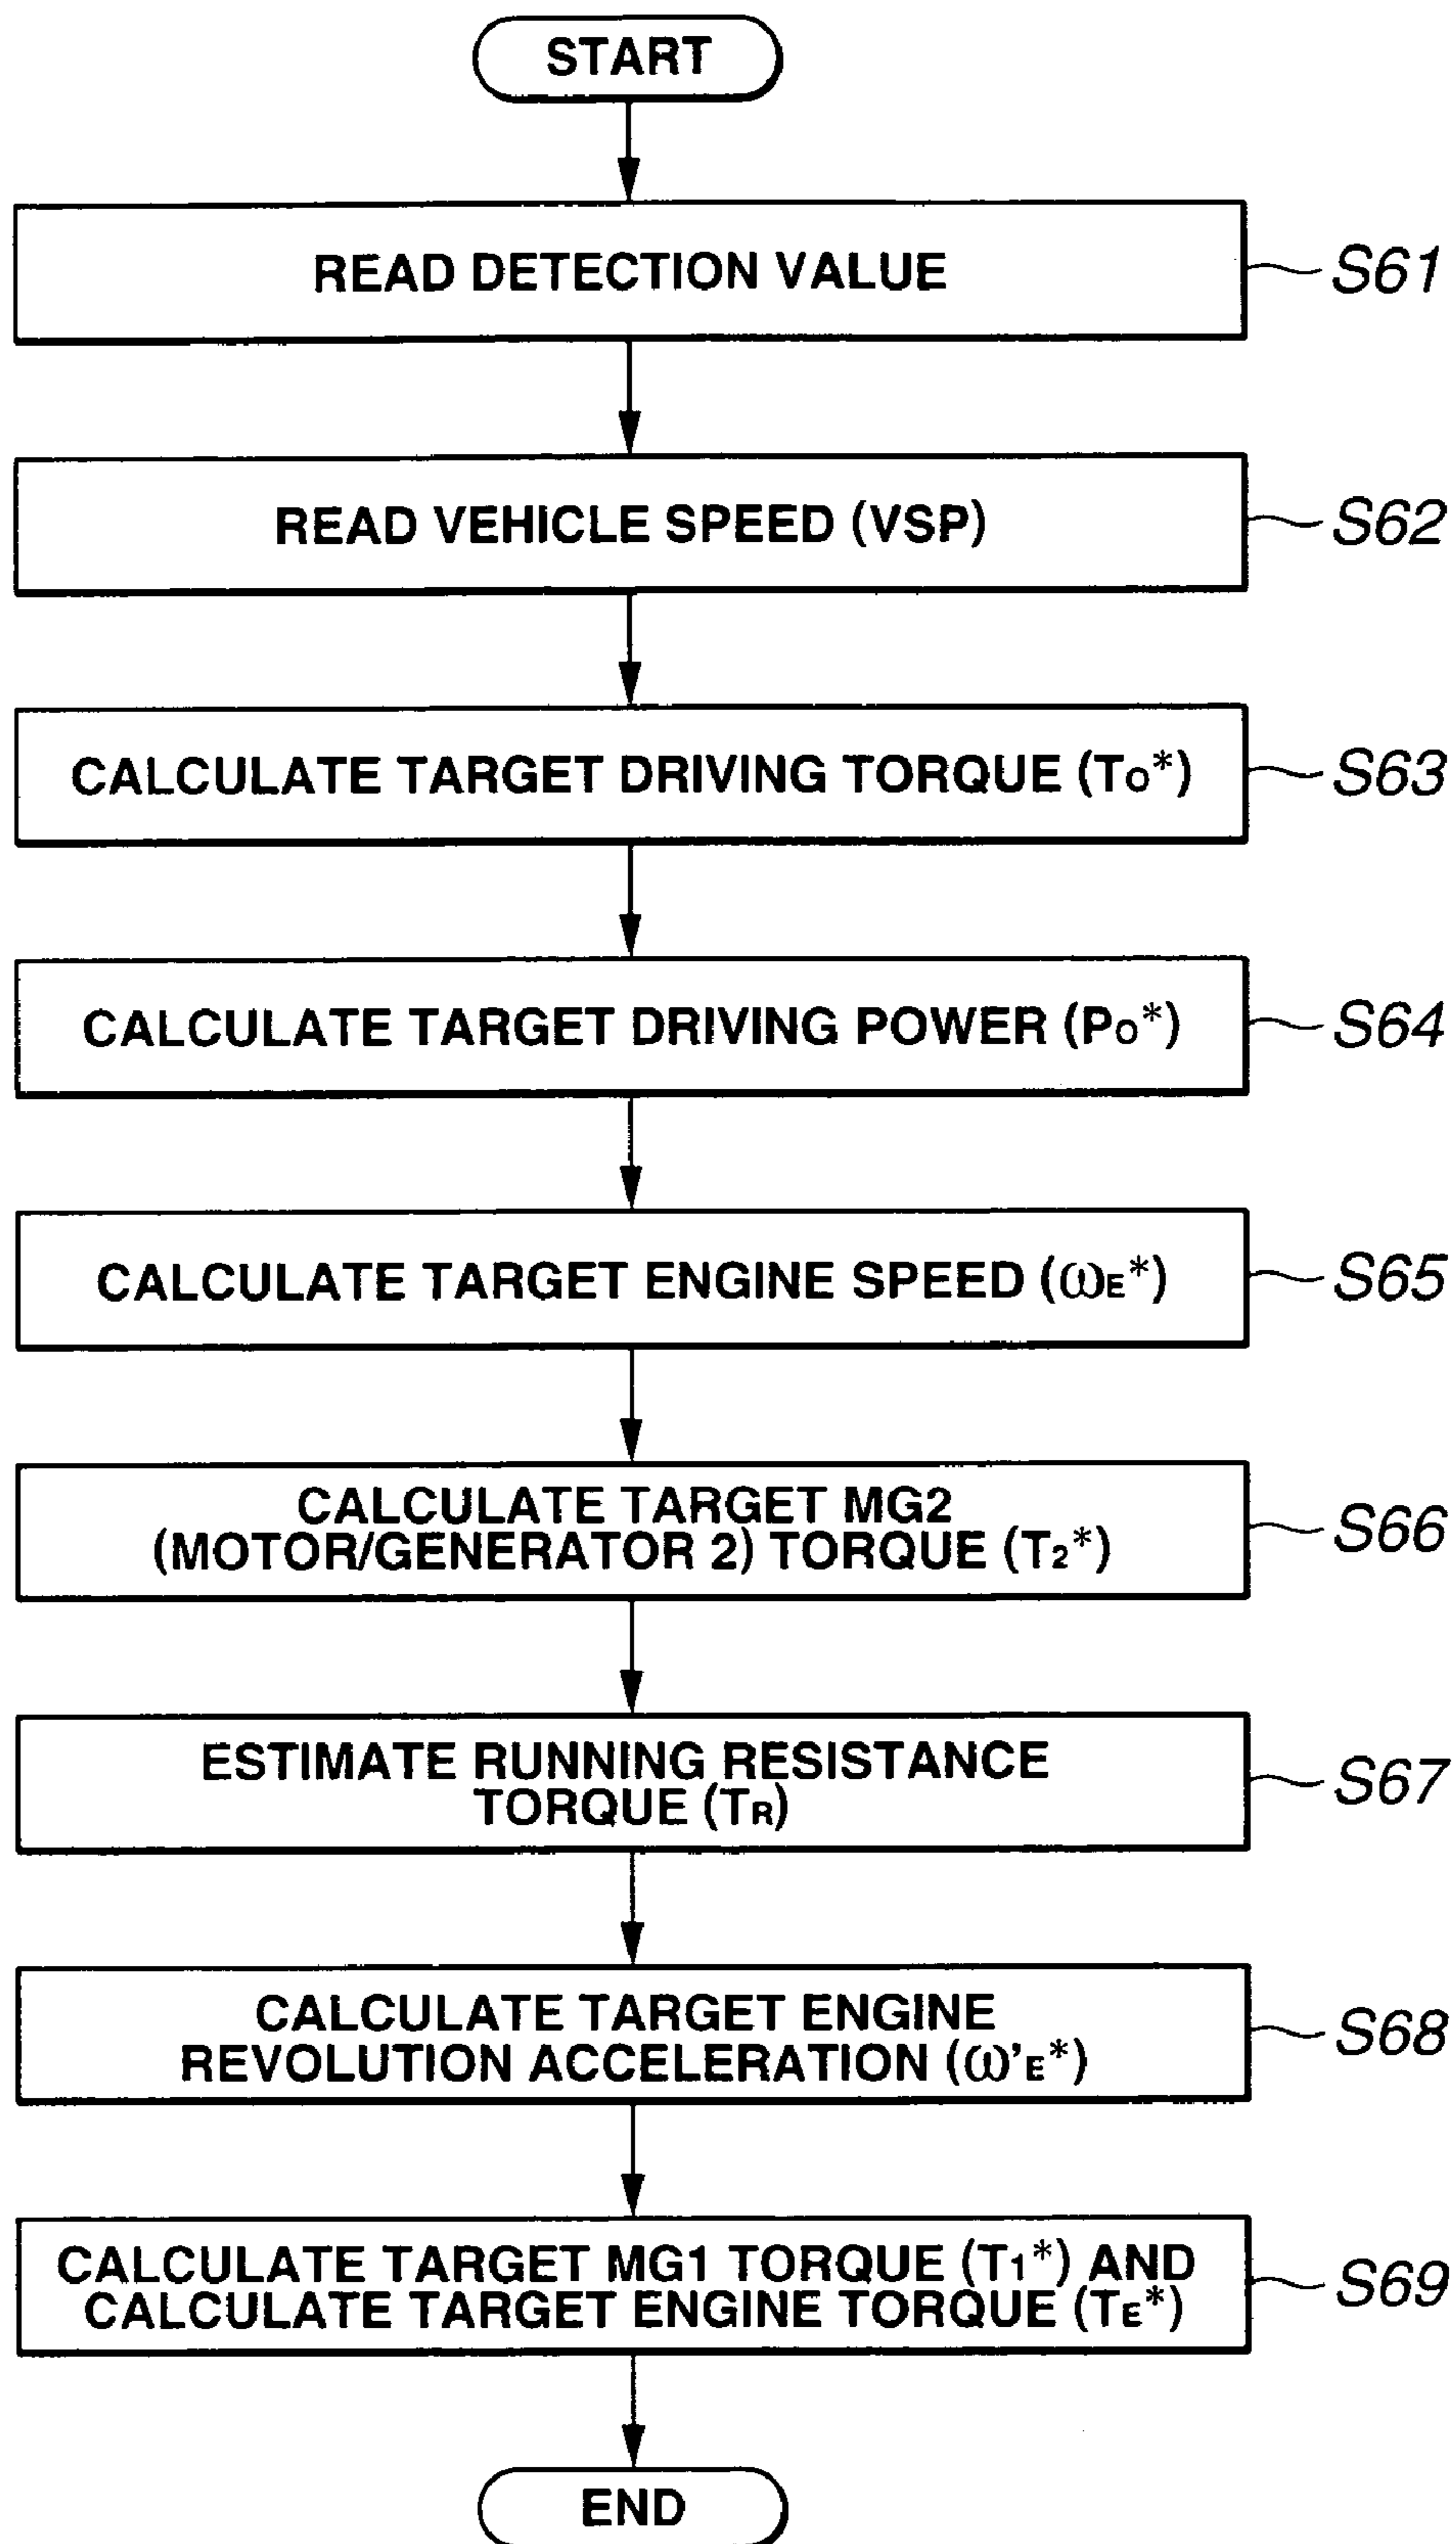 START
READ DETECTION VALUE
S61
READ VEHICLE SPEED (VSP)
S62
CALCULATE TARGET DRIVING TORQUE (To*)
S63
CALCULATE TARGET DRIVING POWER (Po*)
S64
CALCULATE TARGET ENGINE SPEED (ωE*)
S65
CALCULATE TARGET MG2
(MOTOR/GENERATOR 2) TORQUE (T2*)
S66
ESTIMATE RUNNING RESISTANCE
TORQUE (TR)
S67
CALCULATE TARGET ENGINE
REVOLUTION ACCELERATION (ω'E*)
S68
CALCULATE TARGET MG1 TORQUE (T1*) AND
CALCULATE TARGET ENGINE TORQUE (TE*)
S69
END